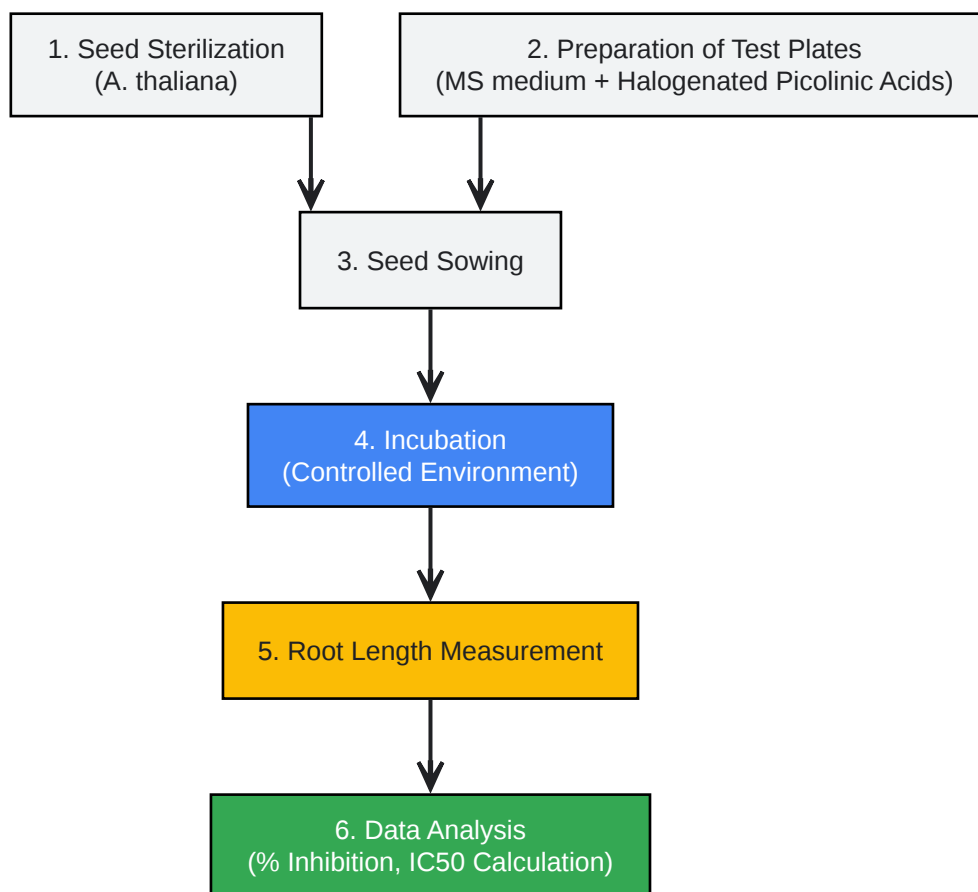 1. Seed Sterilization
(A. thaliana)
2. Preparation of Test Plates
(MS medium + Halogenated Picolinic Acids)
3. Seed Sowing
4. Incubation
(Controlled Environment)
5. Root Length Measurement
6. Data Analysis
(% Inhibition, IC50 Calculation)